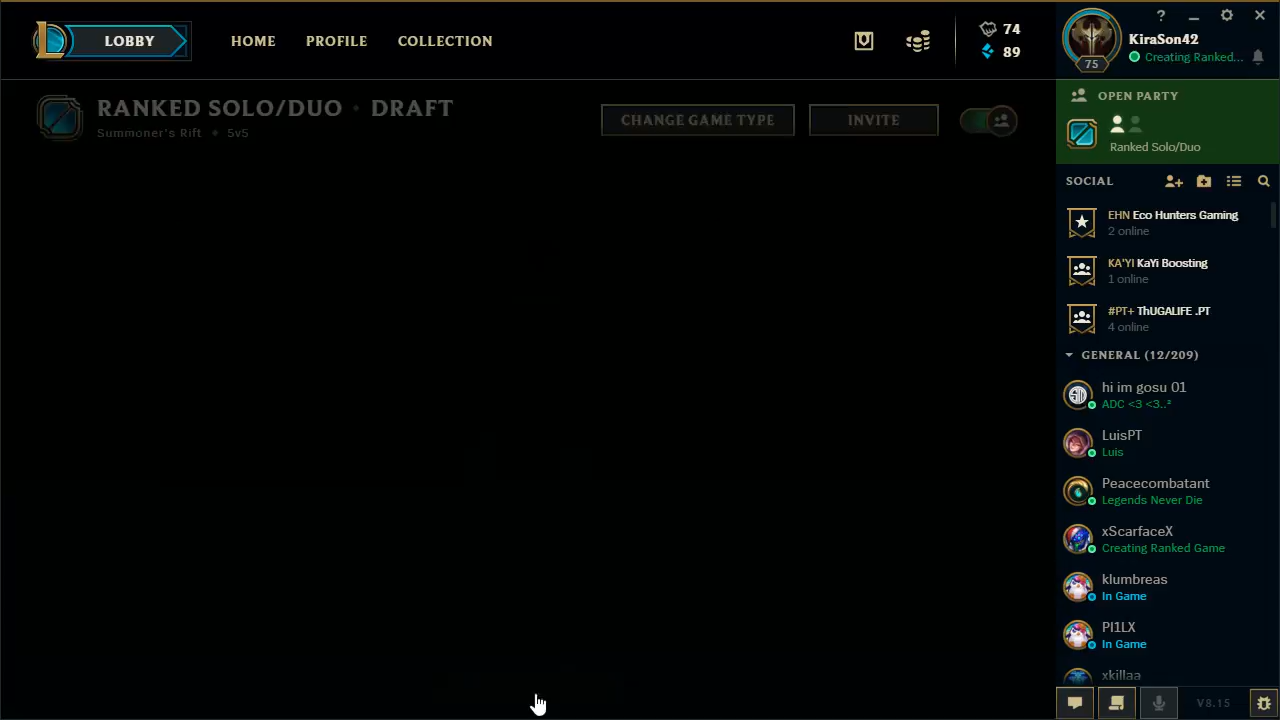 LOBBY
HOME
PROFILE
COLLECTION
74
89
?
75
KiraSon42
Creating Ranked...
RANKED SOLO/DUO • DRAFT
Summoner's Rift • 5v5
CHANGE GAME TYPE
INVITE
OPEN PARTY
Ranked Solo/Duo
SOCIAL
EHN Eco Hunters Gaming
2 online
KA'YI KaYi Boosting
1 online
#PT+ ThUGALIFE .PT
4 online
GENERAL (12/209)
hi im gosu 01
ADC <3 <3..²
LuisPT
Luis
Peacecombatant
Legends Never Die
xScarfaceX
Creating Ranked Game
klumbreas
In Game
PI1LX
In Game
xkillaa
V8.15